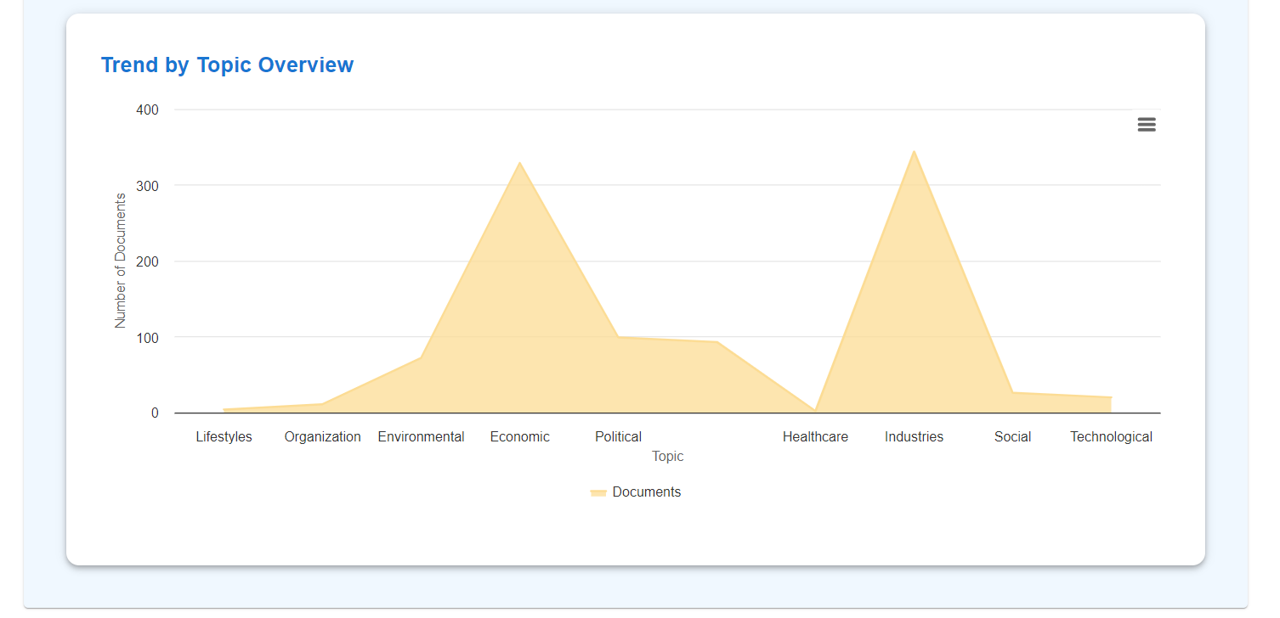 Trend by Topic Overview
400
300
200
100
0
Number of Documents
Lifestyles Organization Environmental Economic Political Healthcare Industries Social Technological
Topic
Documents